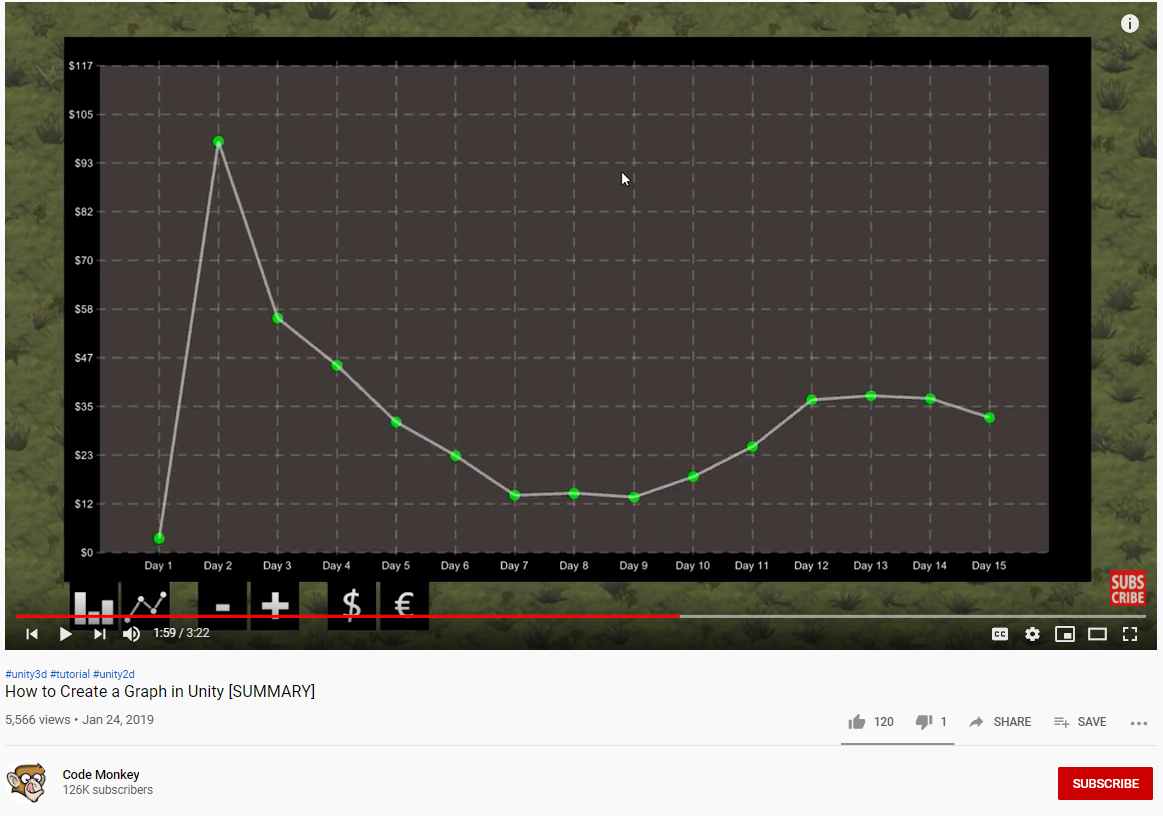 $117
$105
$93
$82
$70
$58
$47
$35
$23
$12
$0
Day 1 Day 2 Day 3 Day 4 Day 5 Day 6 Day 7 Day 8 Day 9 Day 10 Day 11 Day 12 Day 13 Day 14 Day 15
- + $ €
SUBS
CRIBE
1:59 / 3:22
CC
#unity3d #tutorial #unity2d
How to Create a Graph in Unity [SUMMARY]
5,566 views • Jan 24, 2019
120 1 SHARE SAVE
Code Monkey
126K subscribers
SUBSCRIBE